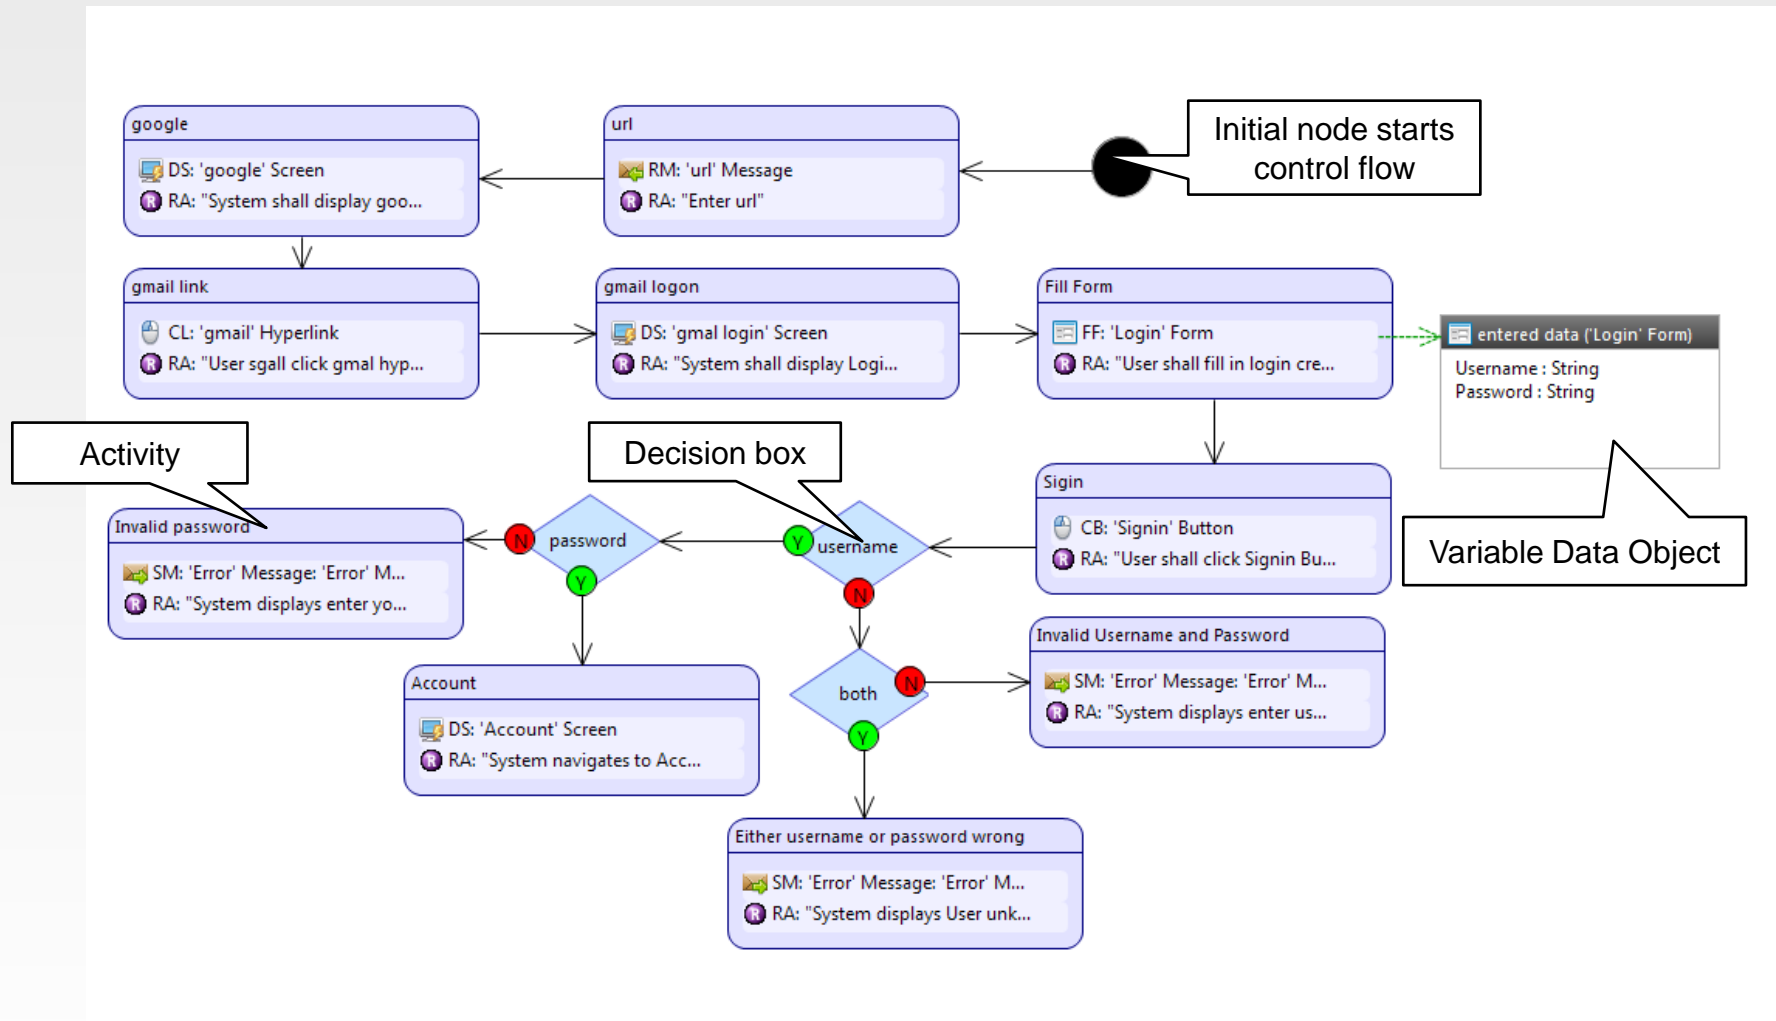 google
DS: 'google' Screen
RA: "System shall display goo...
url
RM: 'url' Message
RA: "Enter url"
Initial node starts
control flow
gmail link
CL: 'gmail' Hyperlink
RA: "User sgall click gmal hyp...
gmail logon
DS: 'gmal login' Screen
RA: "System shall display Logi...
Fill Form
FF: 'Login' Form
RA: "User shall fill in login cre...
entered data ('Login' Form)
Username : String
Password : String
Activity
Decision box
Variable Data Object
Sigin
CB: 'Signin' Button
RA: "User shall click Signin Bu...
Invalid password
SM: 'Error' Message: 'Error' M...
RA: "System displays enter yo...
N
password
Y
Y
username
N
Account
DS: 'Account' Screen
RA: "System navigates to Acc...
both
N
Y
Invalid Username and Password
SM: 'Error' Message: 'Error' M...
RA: "System displays enter us...
Either username or password wrong
SM: 'Error' Message: 'Error' M...
RA: "System displays User unk...